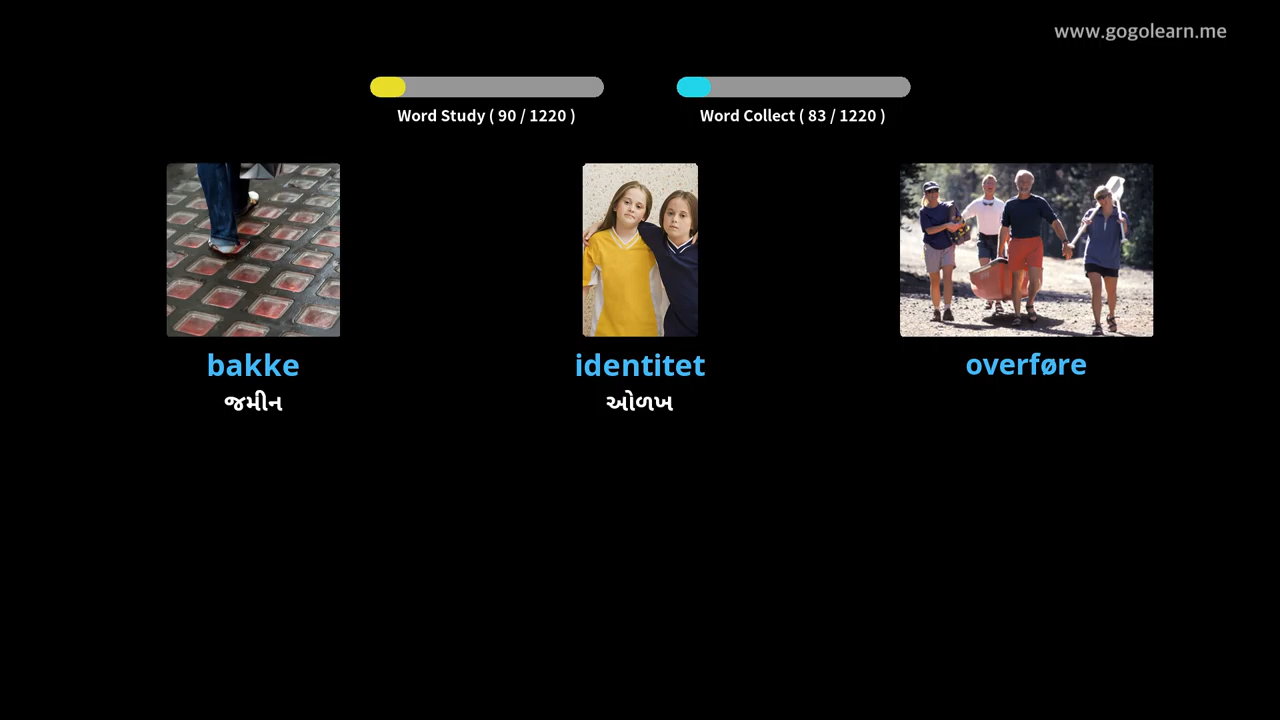 www.gogolearn.me
Word Study ( 90 / 1220 )
Word Collect ( 83 / 1220 )
bakke
જમીન
identitet
ઓળખ
overføre